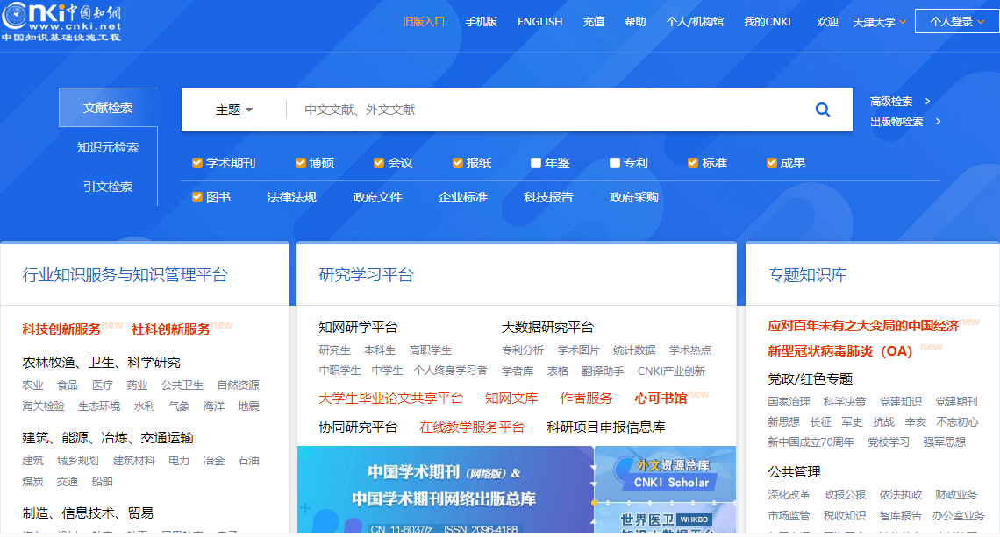 cnki 中国知网
www.cnki.net
中国知识基础设施工程
旧版入口 手机版 ENGLISH 充值 帮助 个人/机构馆 我的CNKI 欢迎 天津大学 个人登录
文献检索
知识元检索
引文检索
主题 中文文献、外文文献
高级检索 >
出版物检索 >
学术期刊 博硕 会议 报纸 年鉴 专利 标准 成果
图书 法律法规 政府文件 企业标准 科技报告 政府采购
行业知识服务与知识管理平台
科技创新服务new 社科创新服务new
农林牧渔、卫生、科学研究
农业 食品 医疗 药业 公共卫生 自然资源
海关检验 生态环境 水利 气象 海洋 地震
建筑、能源、冶炼、交通运输
建筑 城乡规划 建筑材料 电力 冶金 石油
煤炭 交通 船舶
制造、信息技术、贸易
研究学习平台
知网研学平台
研究生 本科生 高职学生
中职学生 中学生 个人终身学习者
大数据研究平台
专利分析 学术图片 统计数据 学术热点
学者库 表格 翻译助手 CNKI产业创新
大学生毕业论文共享平台 知网文库 作者服务 心可书馆new
协同研究平台 在线教学服务平台 科研项目申报信息库
中国学术期刊（网络版）&
中国学术期刊网络出版总库
CN 11-6037/z ISSN 2096-4188
外文资源总库
CNKI Scholar
世界医卫 WHKBD
专题知识库
应对百年未有之大变局的中国经济new
新型冠状病毒肺炎（OA）new
党政/红色专题
国家治理 科学决策 党建知识 党建期刊
新思想 长征 军史 抗战 辛亥 不忘初心
新中国成立70周年 党校学习 强军思想
公共管理
深化改革 政报公报 依法执政 财政业务
市场监管 税收知识 智库报告 办公室业务